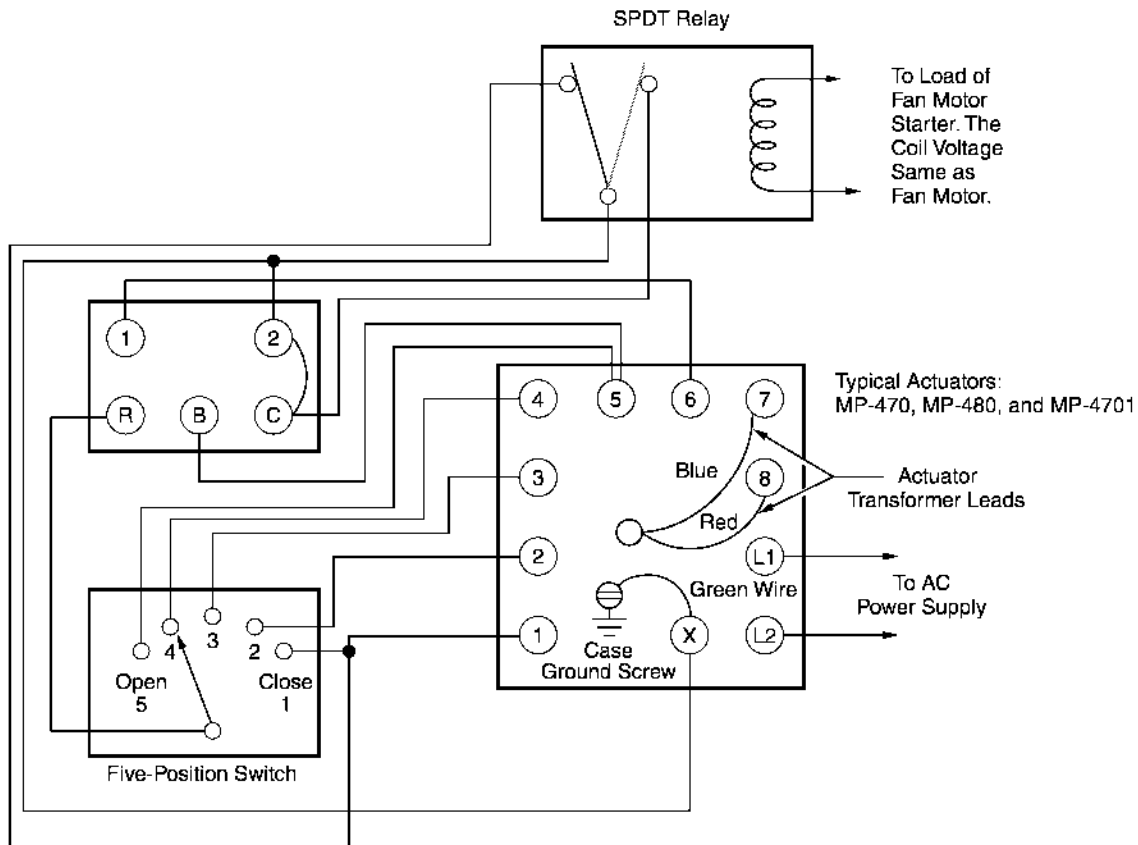 SPDT Relay
To Load of
Fan Motor
Starter. The
Coil Voltage
Same as
Fan Motor.
1
2
R
B
C
4
5
6
7
Typical Actuators:
MP-470, MP-480, and MP-4701
3
Blue
8
Actuator
Transformer Leads
Red
2
L1
Green Wire
To AC
Power Supply
1
X
L2
Case
Ground Screw
4
3
2
Open
5
Close
1
Five-Position Switch